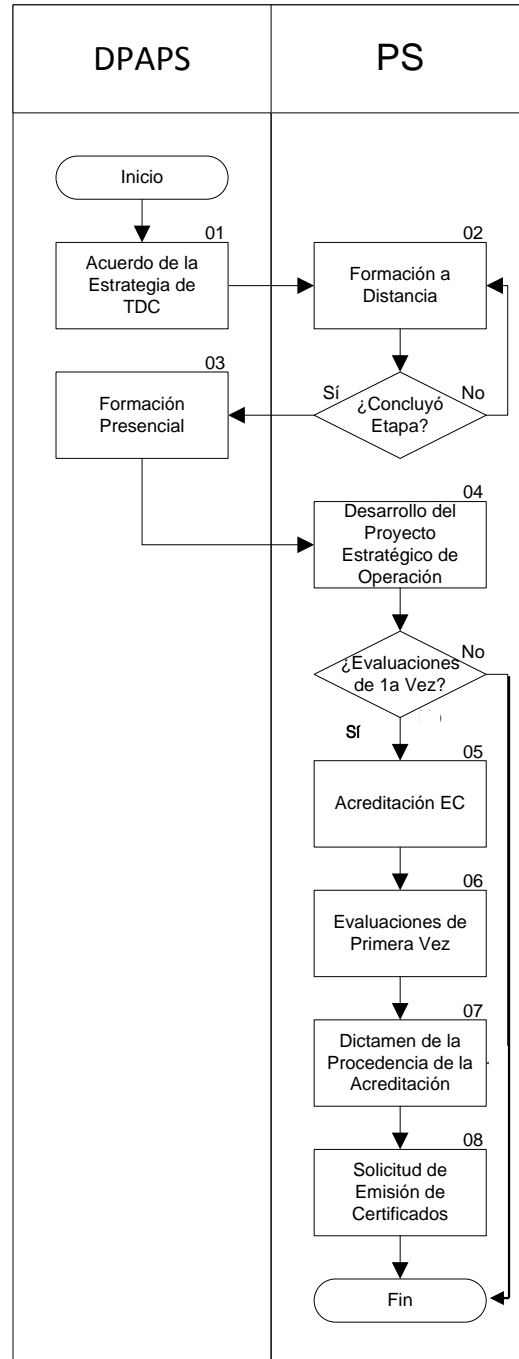 DPAPS
PS
Inicio
01
Acuerdo de la
Estrategia de
TDC
02
Formación a
Distancia
03
Formación
Presencial
Sí
¿Concluyó
Etapa?
No
04
Desarrollo del
Proyecto
Estratégico de
Operación
¿Evaluaciones
de 1a Vez?
No
Sí
05
Acreditación EC
06
Evaluaciones de
Primera Vez
07
Dictamen de la
Procedencia de la
Acreditación
08
Solicitud de
Emisión de
Certificados
Fin